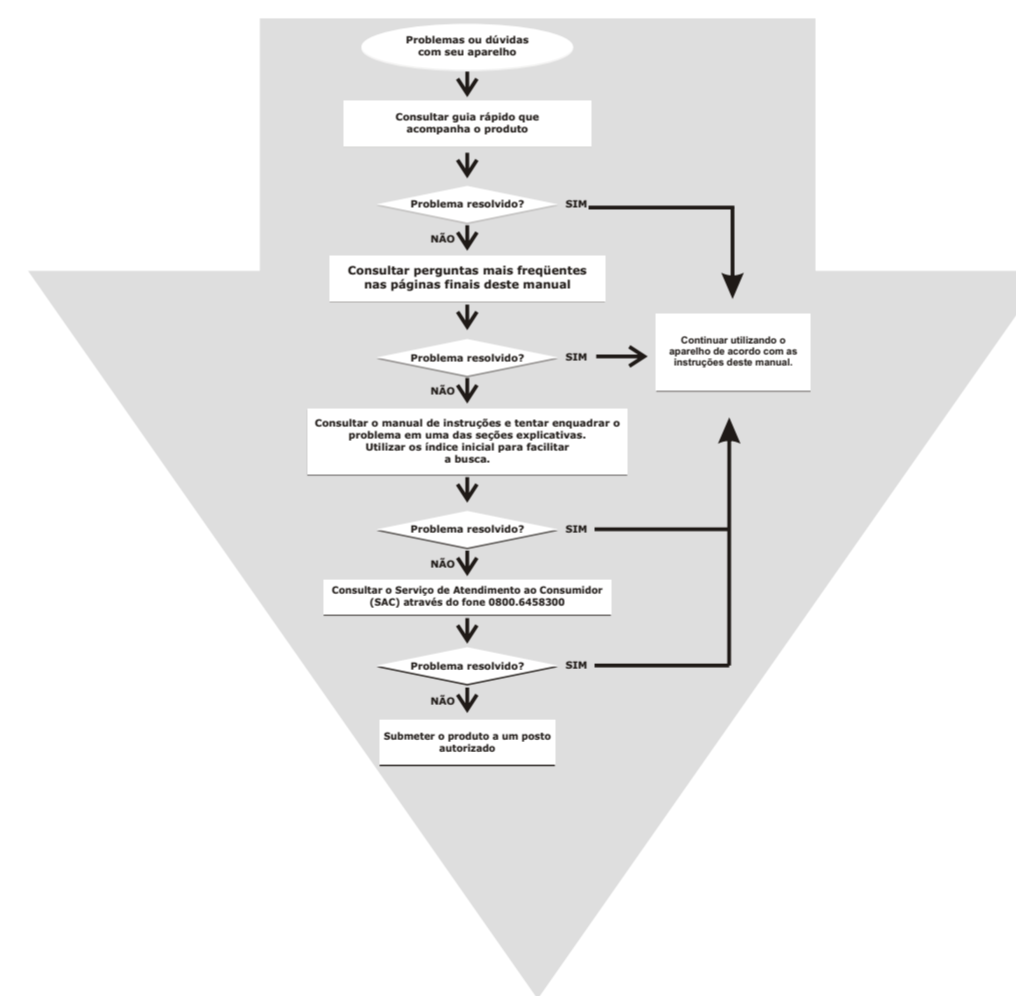 Problemas ou dúvidas
com seu aparelho
Consultar guia rápido que
acompanha o produto
Problema resolvido?
SIM
NÃO
Consultar perguntas mais freqüentes
nas páginas finais deste manual
Continuar utilizando o
aparelho de acordo com as
instruções deste manual.
Problema resolvido?
SIM
NÃO
Consultar o manual de instruções e tentar enquadrar o
problema em uma das seções explicativas.
Utilizar os índice inicial para facilitar
a busca.
Problema resolvido?
SIM
NÃO
Consultar o Serviço de Atendimento ao Consumidor
(SAC) através do fone 0800.6458300
Problema resolvido?
SIM
NÃO
Submeter o produto a um posto
autorizado